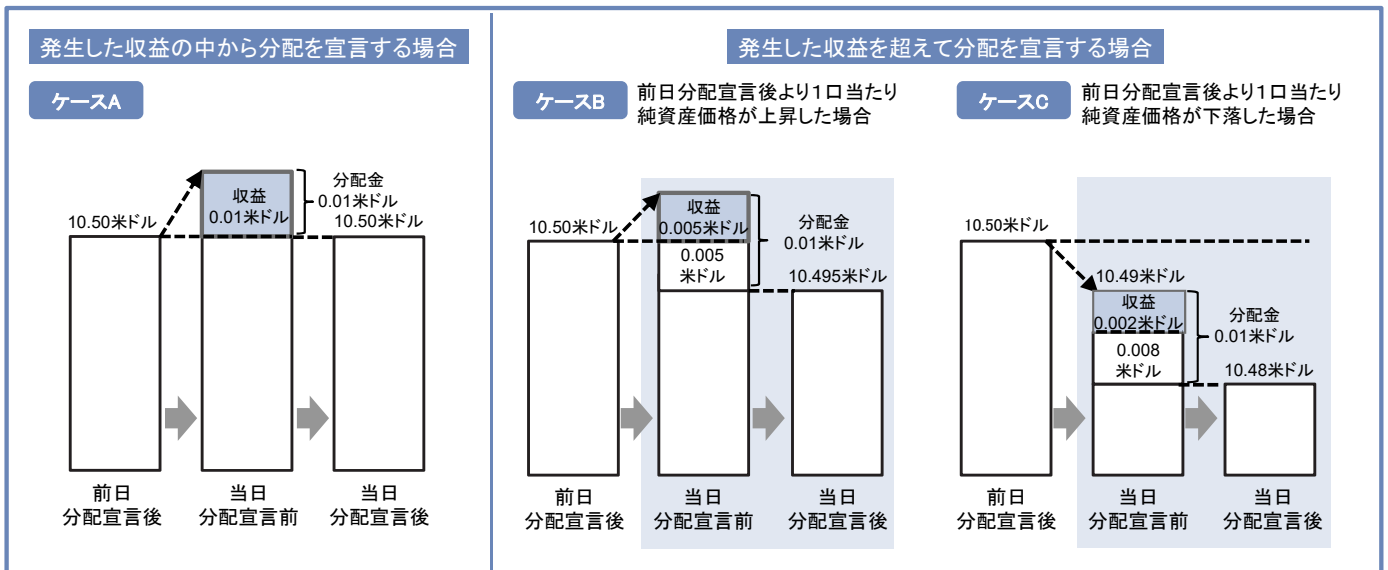 発生した収益の中から分配を宣言する場合
ケースA
10.50米ドル
収益
0.01米ドル
分配金
0.01米ドル
10.50米ドル
前日
分配宣言後
当日
分配宣言前
当日
分配宣言後
発生した収益を超えて分配を宣言する場合
ケースB
前日分配宣言後より1口当たり
純資産価格が上昇した場合
10.50米ドル
収益
0.005米ドル
0.005
米ドル
分配金
0.01米ドル
10.495米ドル
前日
分配宣言後
当日
分配宣言前
当日
分配宣言後
ケースC
前日分配宣言後より1口当たり
純資産価格が下落した場合
10.50米ドル
10.49米ドル
収益
0.002米ドル
0.008
米ドル
分配金
0.01米ドル
10.48米ドル
前日
分配宣言後
当日
分配宣言前
当日
分配宣言後